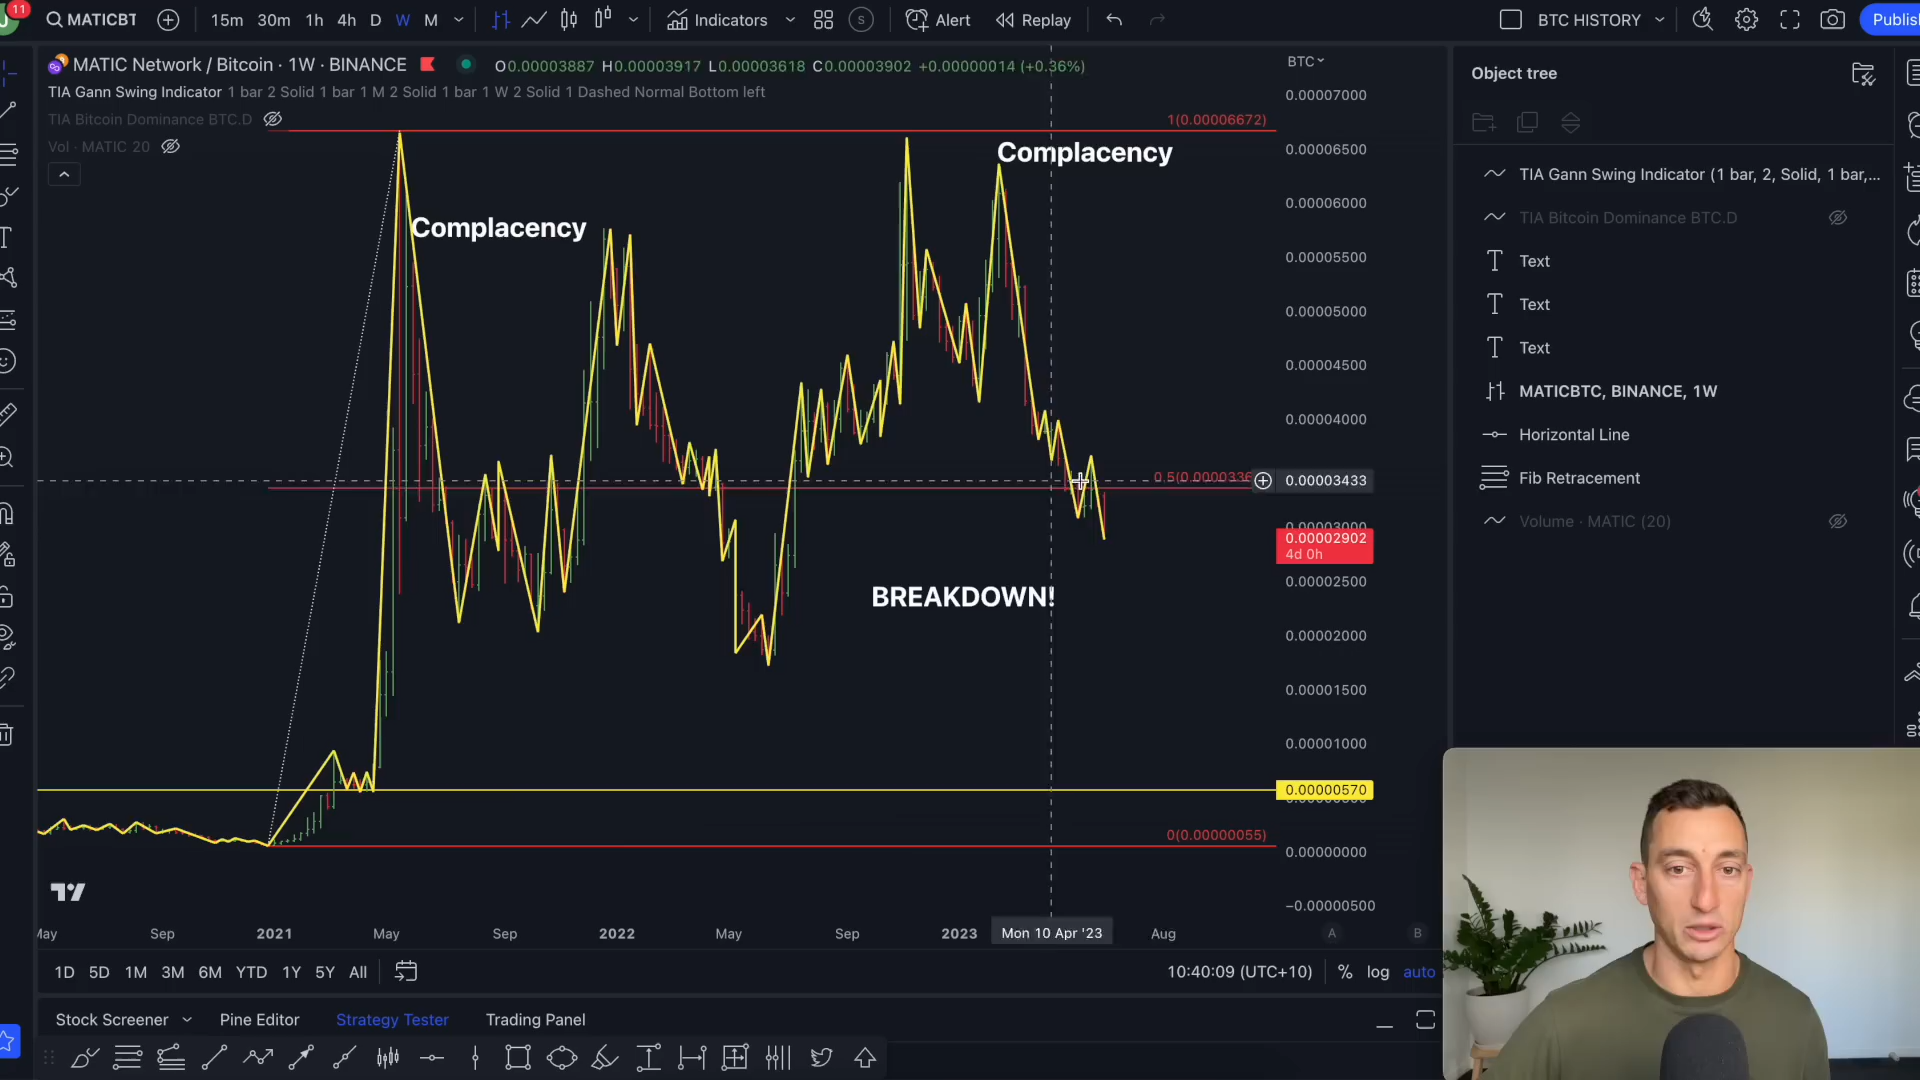 11
MATICBT
15m 30m 1h 4h D W M
Indicators
S
Alert
Replay
BTC HISTORY
Publis
MATIC Network / Bitcoin · 1W · BINANCE
O0.00003887 H0.00003917 L0.00003618 C0.00003902 +0.00000014 (+0.36%)
TIA Gann Swing Indicator 1 bar 2 Solid 1 bar 1 M 2 Solid 1 bar 1 W 2 Solid 1 Dashed Normal Bottom left
TIA Bitcoin Dominance BTC.D
Vol · MATIC 20
BTC
0.00007000
1(0.00006672)
0.00006500
Complacency
0.00006000
Complacency
0.00005500
0.00005000
0.00004500
0.00004000
0.5(0.0000336
0.00003433
0.00003000
0.00002902
4d 0h
0.00002500
BREAKDOWN!
0.00002000
0.00001500
0.00001000
0.00000570
0(0.00000055)
0.00000000
−0.00000500
May Sep 2021 May Sep 2022 May Sep 2023 Mon 10 Apr '23 Aug
A B
1D 5D 1M 3M 6M YTD 1Y 5Y All
10:40:09 (UTC+10) % log auto
Stock Screener Pine Editor Strategy Tester Trading Panel
Object tree
TIA Gann Swing Indicator (1 bar, 2, Solid, 1 bar,...
TIA Bitcoin Dominance BTC.D
Text
Text
Text
MATICBTC, BINANCE, 1W
Horizontal Line
Fib Retracement
Volume · MATIC (20)